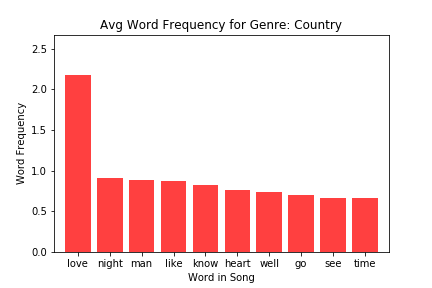 Avg Word Frequency for Genre: Country
2.5
2.0
1.5
1.0
0.5
0.0
Word Frequency
love night man like know heart well go see time
Word in Song